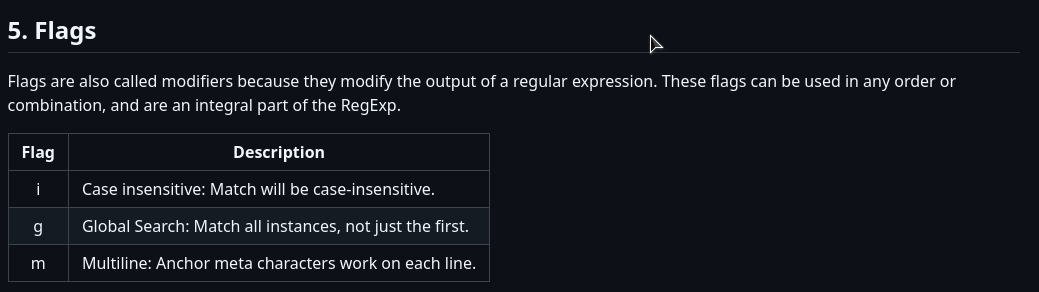 5. Flags
Flags are also called modifiers because they modify the output of a regular expression. These flags can be used in any order or
combination, and are an integral part of the RegExp.
Flag Description
i Case insensitive: Match will be case-insensitive.
g Global Search: Match all instances, not just the first.
m Multiline: Anchor meta characters work on each line.